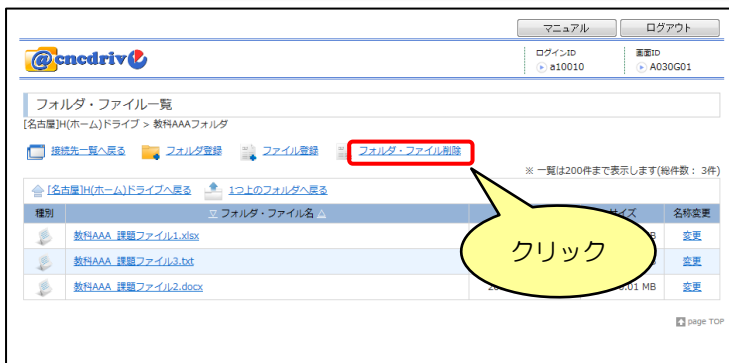 マニュアル ログアウト
@cncdrive
ログインID 画面ID
a10010 A030G01
フォルダ・ファイル一覧
[名古屋]H(ホーム)ドライブ > 教科AAAフォルダ
接続先一覧へ戻る フォルダ登録 ファイル登録 フォルダ・ファイル削除
※ 一覧は200件まで表示します(総件数： 3件)
[名古屋]H(ホーム)ドライブへ戻る 1つ上のフォルダへ戻る
種別 ▽ フォルダ・ファイル名 △ サイズ 名称変更
教科AAA_課題ファイル1.xlsx 変更
教科AAA_課題ファイル3.txt 変更
教科AAA_課題ファイル2.docx 0.01 MB 変更
クリック
page TOP